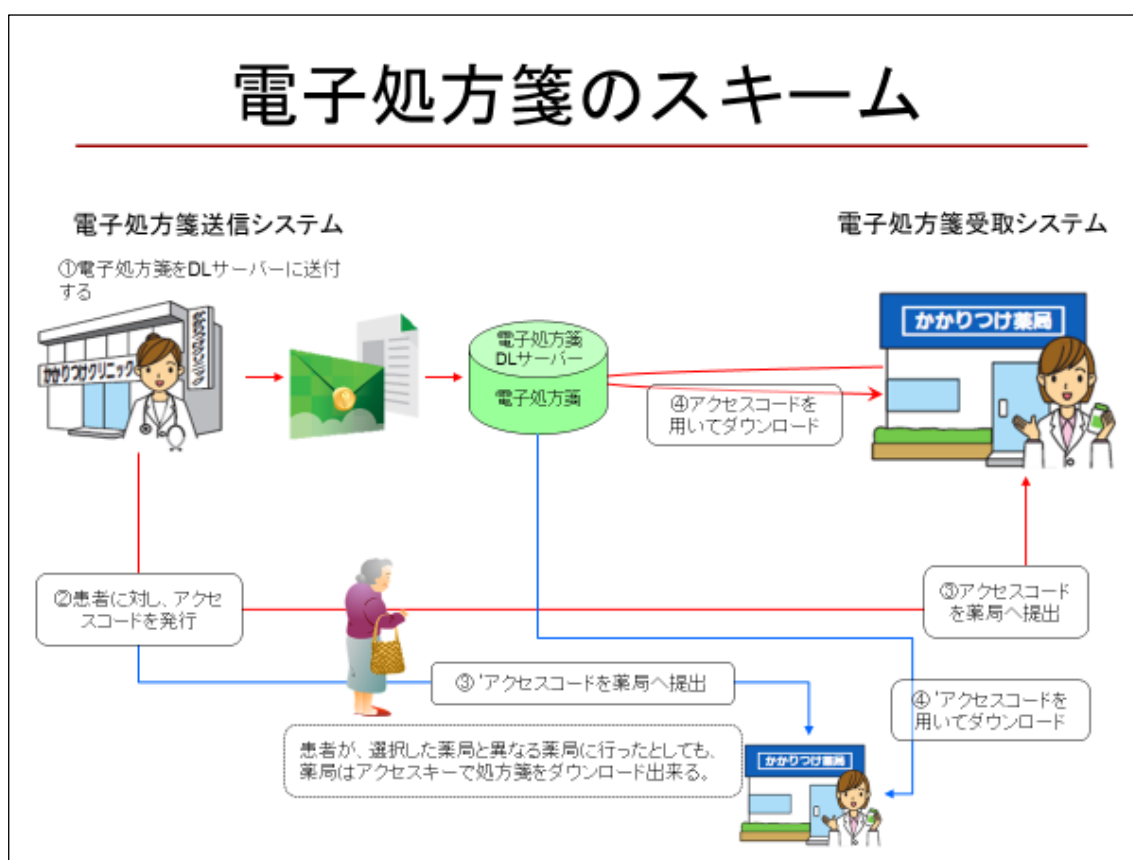 電子処方箋のスキーム
電子処方箋送信システム
電子処方箋受取システム
①電子処方箋をDLサーバーに送付
する
かかりつけクリニック
電子処方箋
DLサーバー
電子処方箋
かかりつけ薬局
④アクセスコードを
用いてダウンロード
②患者に対し、アクセ
スコードを発行
③アクセスコード
を薬局へ提出
③'アクセスコードを薬局へ提出
④'アクセスコードを
用いてダウンロード
患者が、選択した薬局と異なる薬局に行ったとしても、
薬局はアクセスキーで処方箋をダウンロード出来る。
かかりつけ薬局